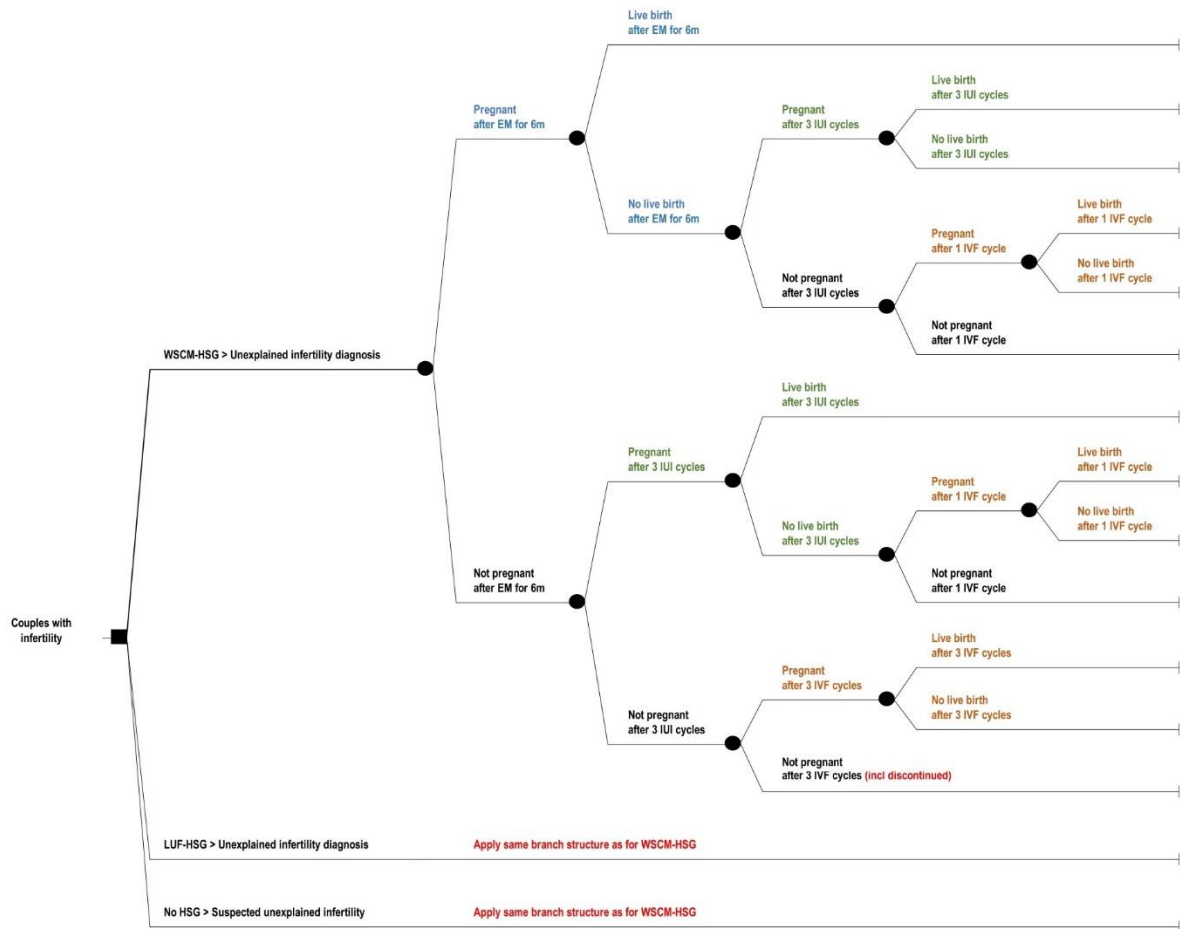 Live birth
after EM for 6m
Pregnant
after EM for 6m
Live birth
after 3 IUI cycles
Pregnant
after 3 IUI cycles
No live birth
after 3 IUI cycles
No live birth
after EM for 6m
Live birth
after 1 IVF cycle
Pregnant
after 1 IVF cycle
No live birth
after 1 IVF cycle
Not pregnant
after 3 IUI cycles
Not pregnant
after 1 IVF cycle
WSCM-HSG > Unexplained infertility diagnosis
Live birth
after 3 IUI cycles
Pregnant
after 3 IUI cycles
Live birth
after 1 IVF cycle
Pregnant
after 1 IVF cycle
No live birth
after 1 IVF cycle
No live birth
after 3 IUI cycles
Not pregnant
after 1 IVF cycle
Not pregnant
after EM for 6m
Couples with
infertility
Live birth
after 3 IVF cycles
Pregnant
after 3 IVF cycles
No live birth
after 3 IVF cycles
Not pregnant
after 3 IUI cycles
Not pregnant
after 3 IVF cycles (incl discontinued)
LUF-HSG > Unexplained infertility diagnosis
Apply same branch structure as for WSCM-HSG
No HSG > Suspected unexplained infertility
Apply same branch structure as for WSCM-HSG